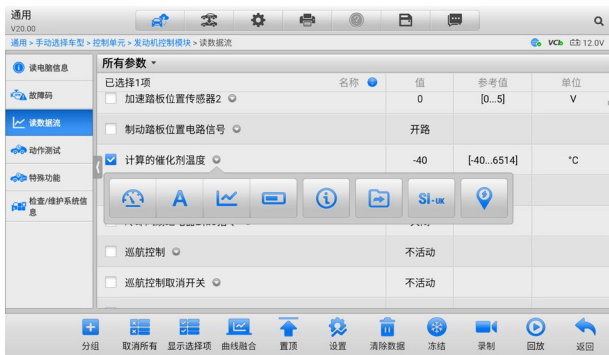 通用
V20.00
通用 > 手动选择车型 > 控制单元 > 发动机控制模块 > 读数据流
VCI 12.0V
读电脑信息
故障码
读数据流
动作测试
特殊功能
检查/维护系统信息
所有参数
已选择1项 名称 值 参考值 单位
加速踏板位置传感器2 0 [0...5] V
制动踏板位置电路信号 开路
计算的催化剂温度 -40 [-40...6514] °C
A SI-UK
巡航控制 不活动
巡航控制取消开关 不活动
分组 取消所有 显示选择项 曲线融合 置顶 设置 清除数据 冻结 录制 回放 返回